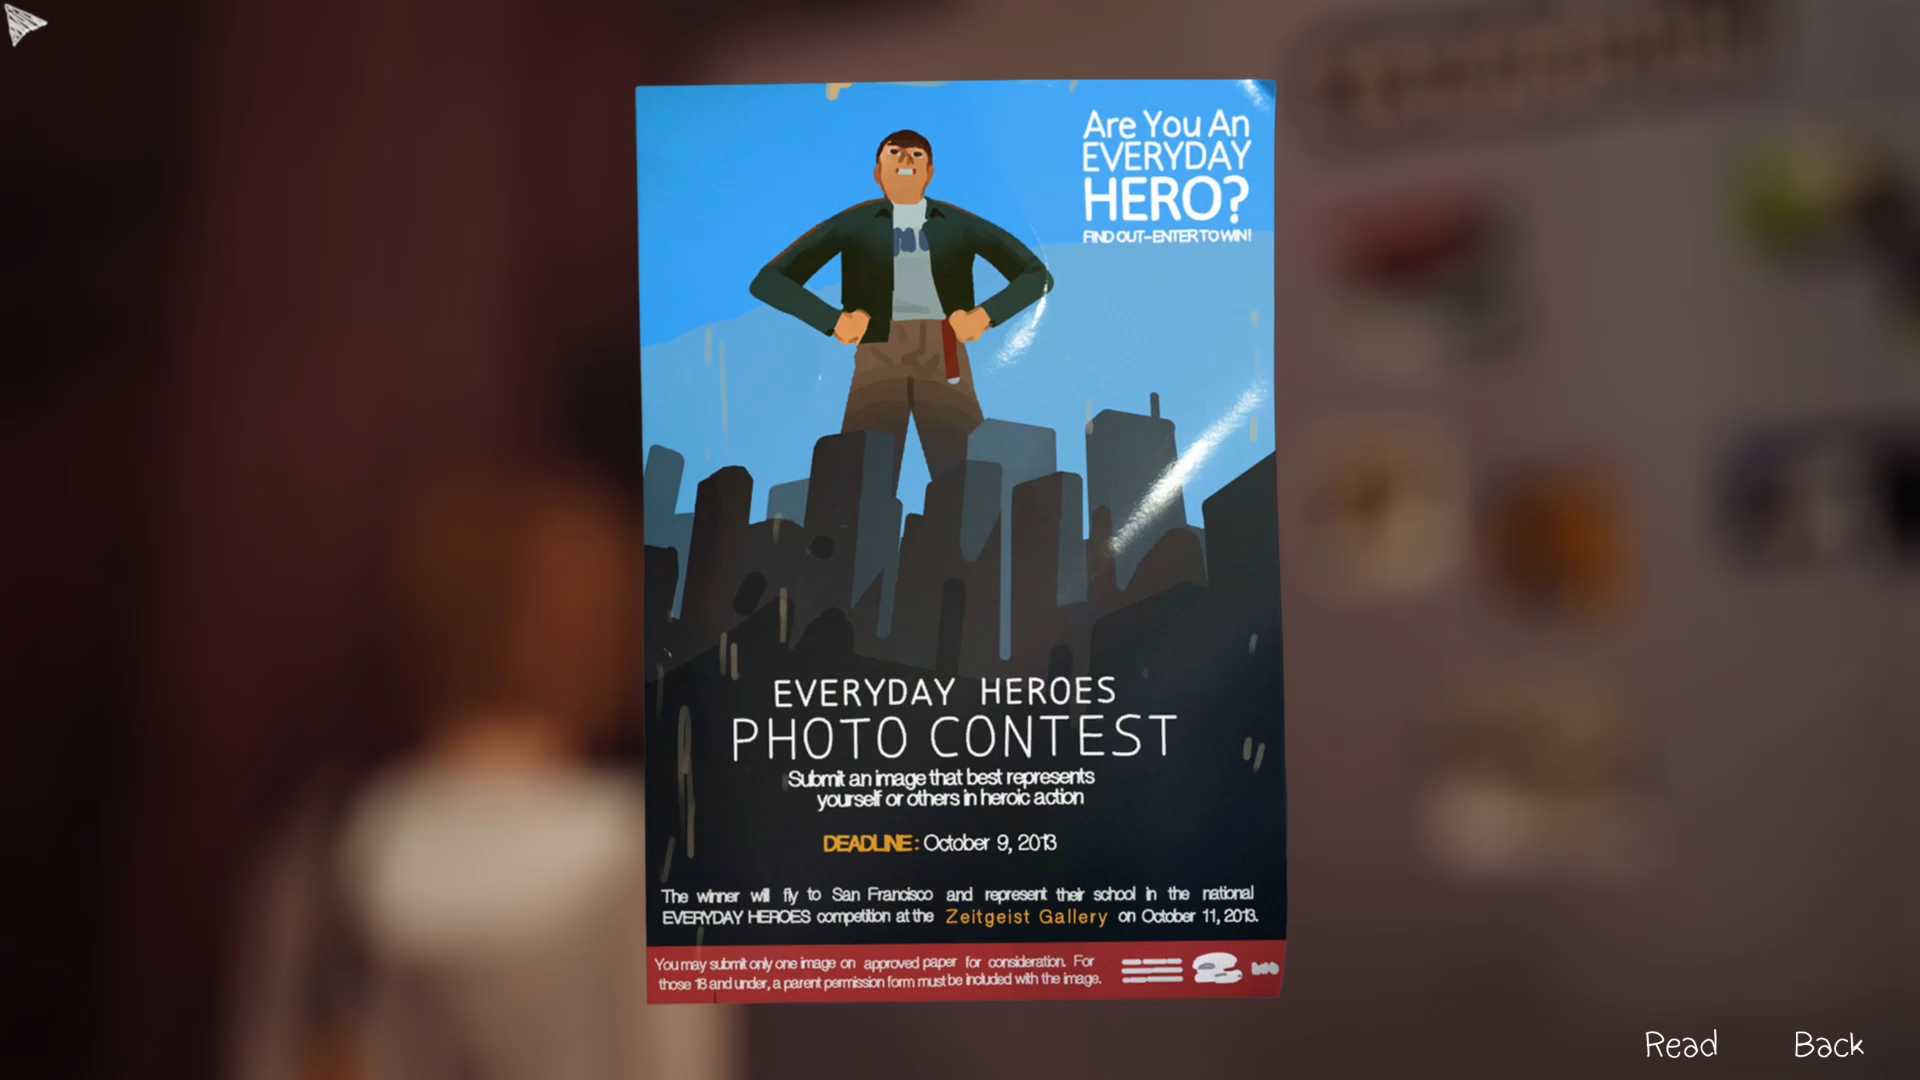 Are You An
EVERYDAY
HERO?
FIND OUT-ENTER TO WIN!
EVERYDAY HEROES
PHOTO CONTEST
Submit an image that best represents
yourself or others in heroic action
DEADLINE: October 9, 2013
The winner will fly to San Francisco and represent their school in the national
EVERYDAY HEROES competition at the Zeitgeist Gallery on October 11, 2013.
You may submit only one image on approved paper for consideration. For
those 18 and under, a parent permission form must be included with the image.
Read Back